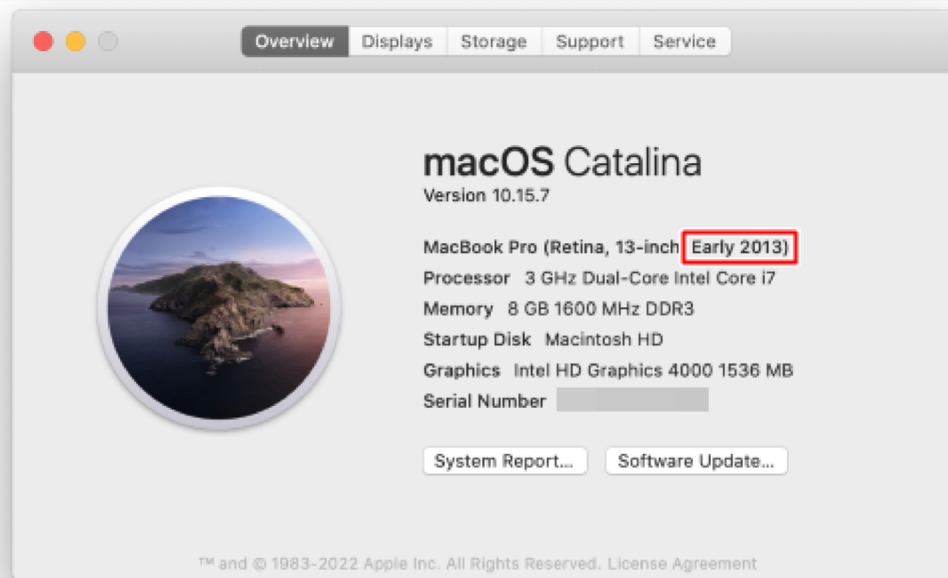 Overview Displays Storage Support Service
macOS Catalina
Version 10.15.7
MacBook Pro (Retina, 13-inch Early 2013)
Processor 3 GHz Dual-Core Intel Core i7
Memory 8 GB 1600 MHz DDR3
Startup Disk Macintosh HD
Graphics Intel HD Graphics 4000 1536 MB
Serial Number
System Report... Software Update...
™ and © 1983-2022 Apple Inc. All Rights Reserved. License Agreement